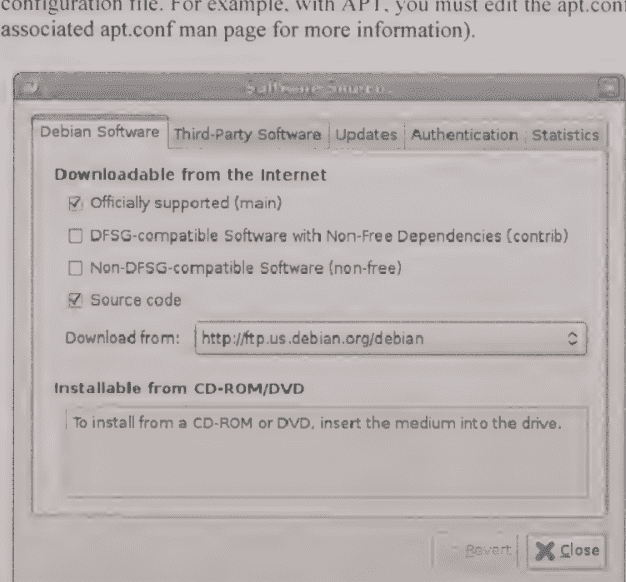 configuration file. For example, with APT, you must edit the apt.conf
associated apt.conf man page for more information).
Software Sources
Debian Software Third-Party Software Updates Authentication Statistics
Downloadable from the Internet
Officially supported (main)
DFSG-compatible Software with Non-Free Dependencies (contrib)
Non-DFSG-compatible Software (non-free)
Source code
Download from: http://ftp.us.debian.org/debian
Installable from CD-ROM/DVD
To install from a CD-ROM or DVD, insert the medium into the drive.
Revert Close